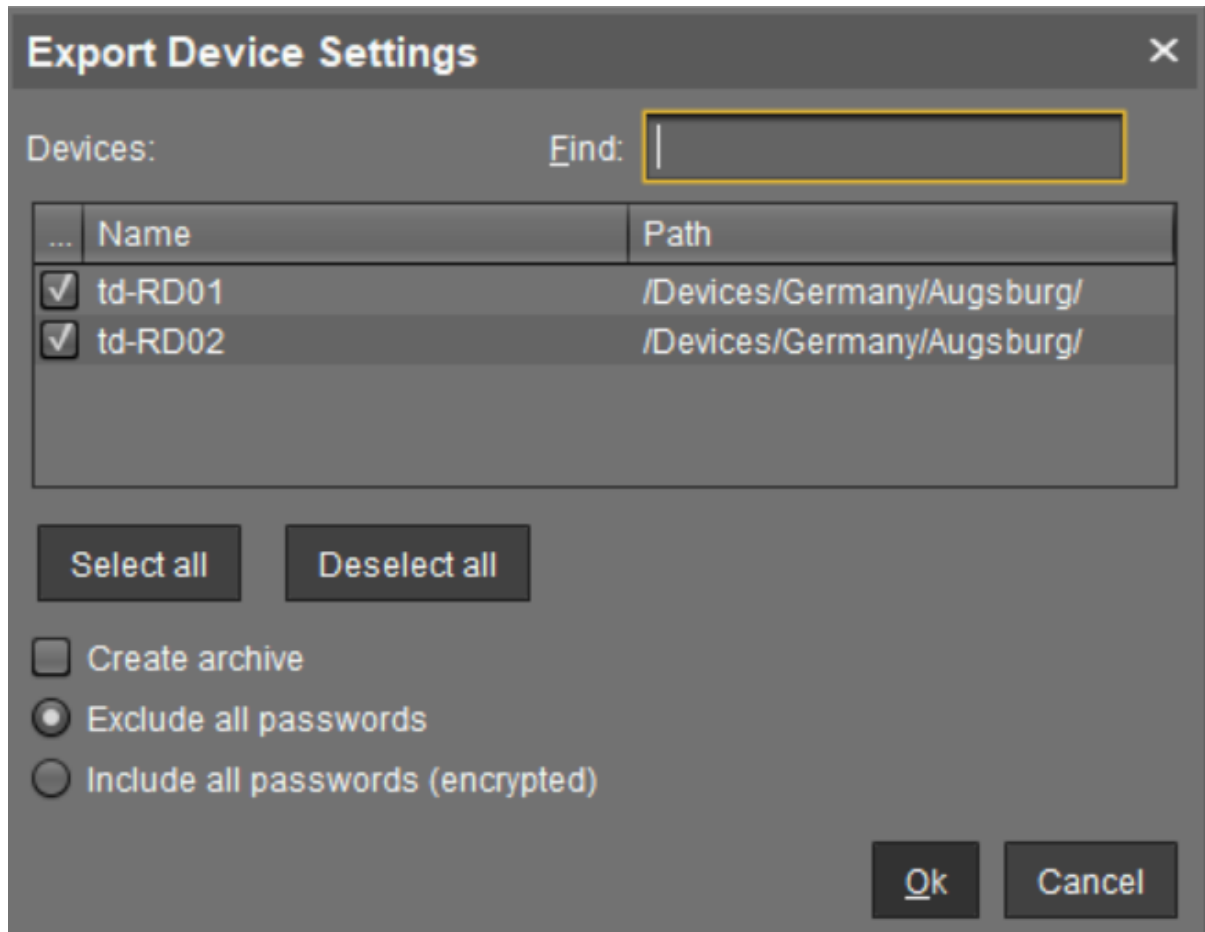 Export Device Settings
Devices: Find:
... Name Path
td-RD01 /Devices/Germany/Augsburg/
td-RD02 /Devices/Germany/Augsburg/
Select all Deselect all
Create archive
Exclude all passwords
Include all passwords (encrypted)
Ok Cancel